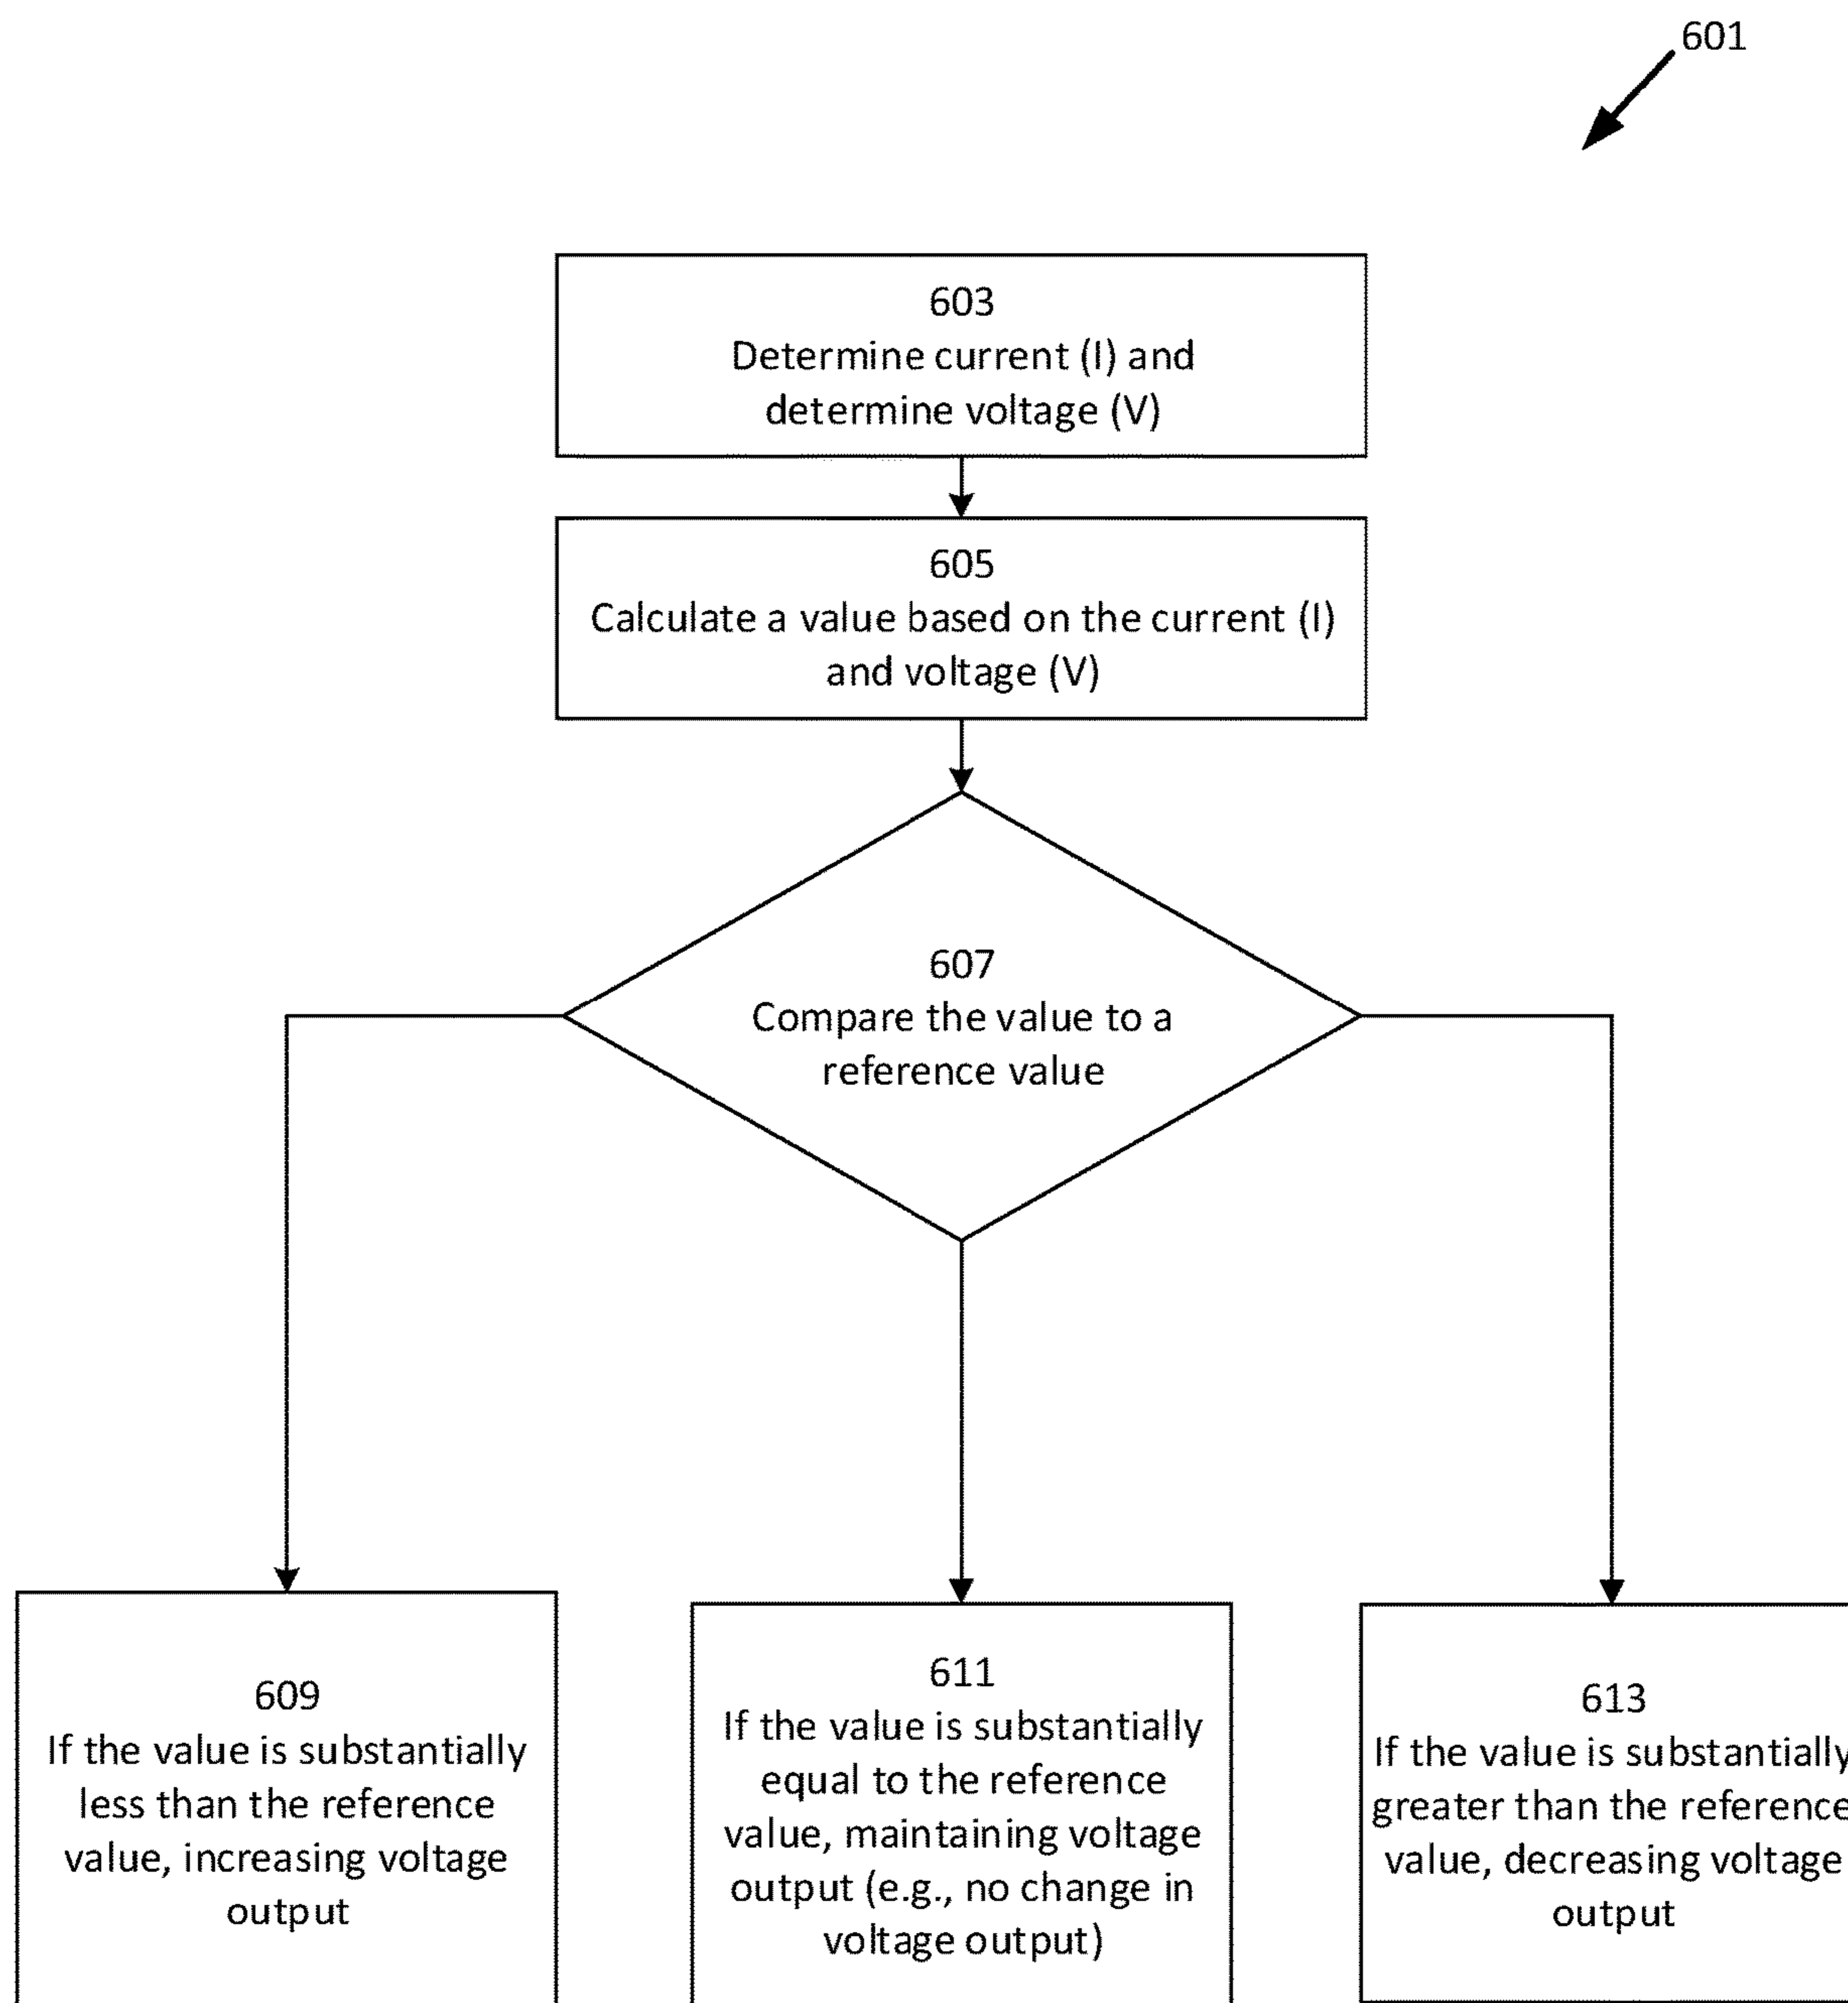 601
603
Determine current (I) and
determine voltage (V)
605
Calculate a value based on the current (I)
and voltage (V)
607
Compare the value to a
reference value
609
If the value is substantially
less than the reference
value, increasing voltage
output
611
If the value is substantially
equal to the reference
value, maintaining voltage
output (e.g., no change in
voltage output)
613
If the value is substantially
greater than the reference
value, decreasing voltage
output